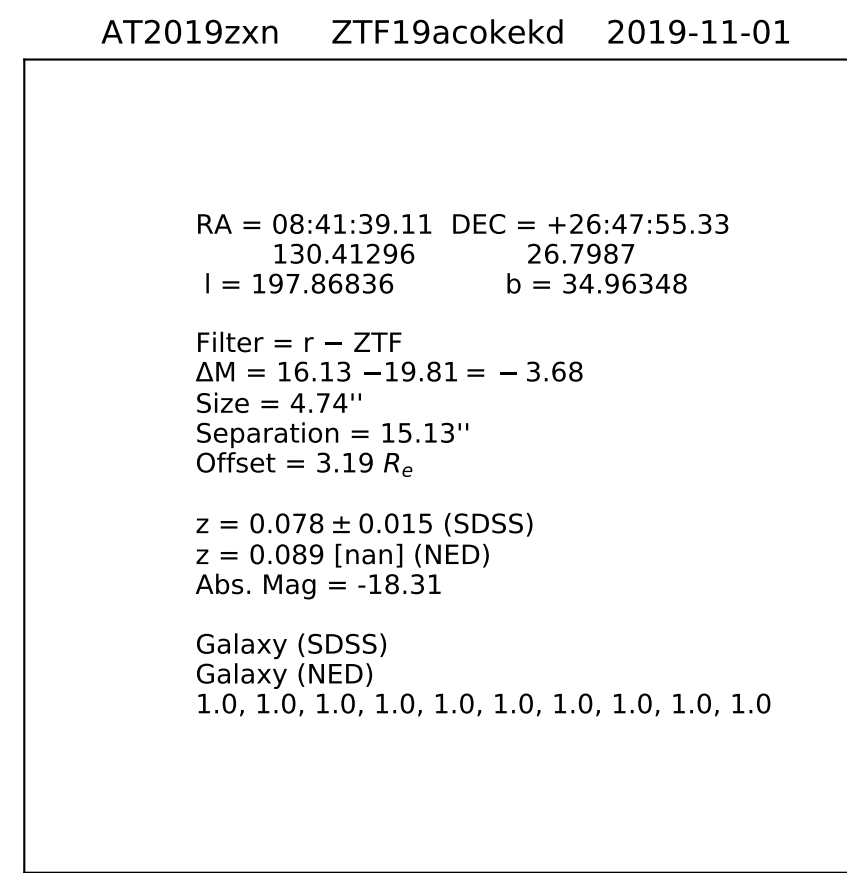 AT2019zxn ZTF19acokekd 2019-11-01
RA = 08:41:39.11 DEC = +26:47:55.33
130.41296 26.7987
l = 197.86836 b = 34.96348
Filter = r − ZTF
ΔM = 16.13 −19.81 = − 3.68
Size = 4.74''
Separation = 15.13''
Offset = 3.19 Rₑ
z = 0.078 ± 0.015 (SDSS)
z = 0.089 [nan] (NED)
Abs. Mag = -18.31
Galaxy (SDSS)
Galaxy (NED)
1.0, 1.0, 1.0, 1.0, 1.0, 1.0, 1.0, 1.0, 1.0, 1.0